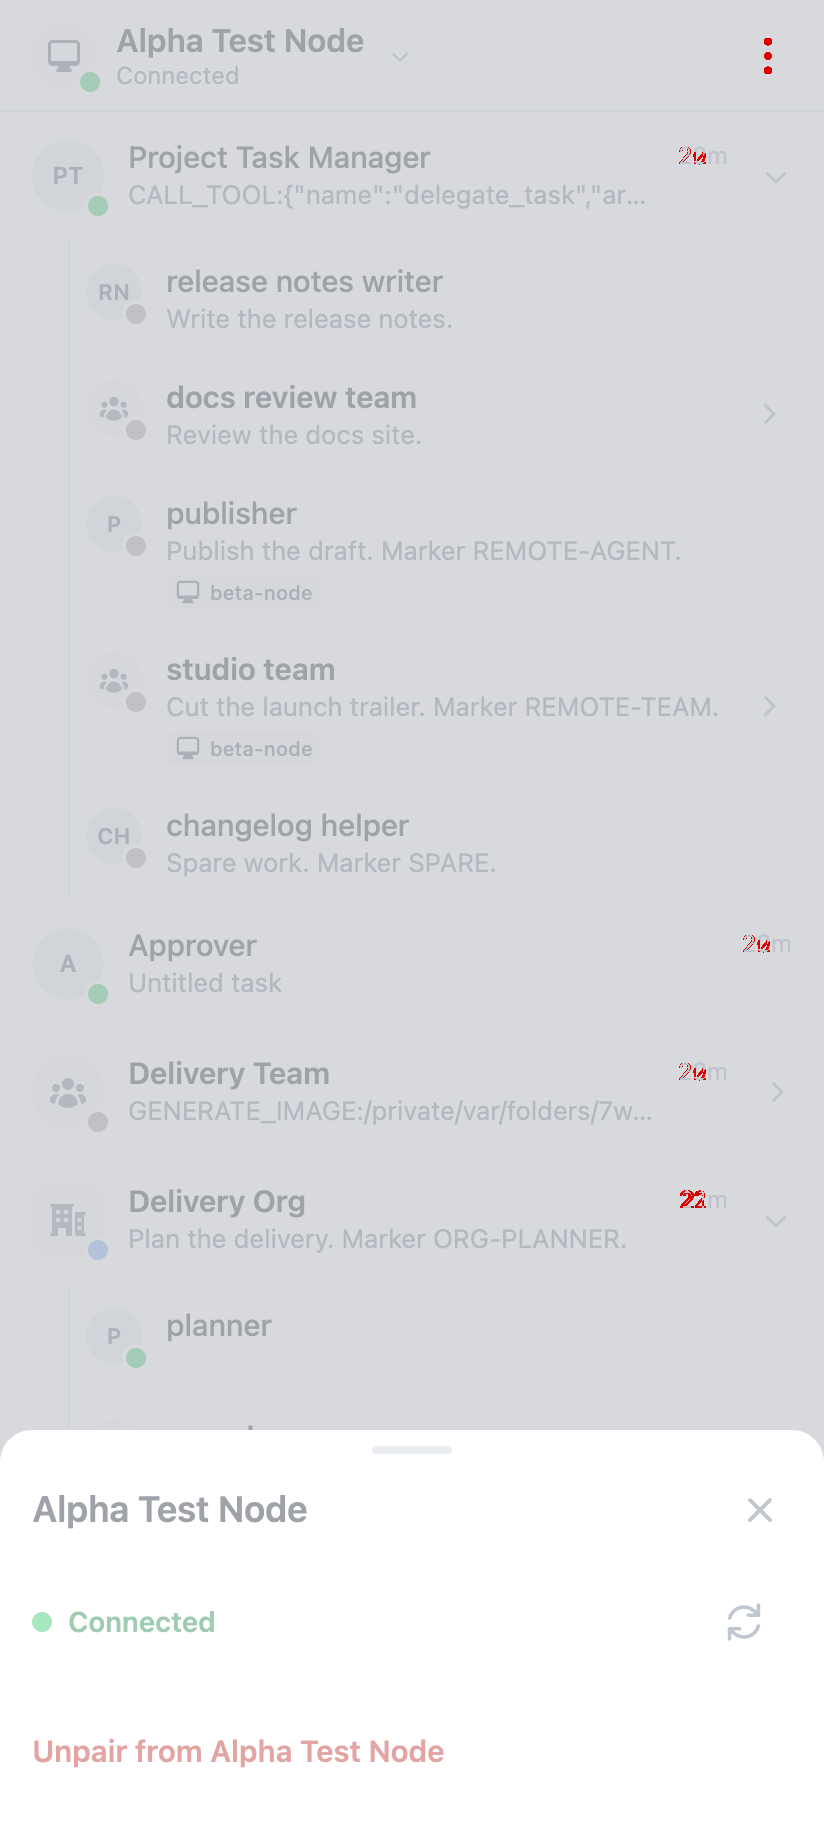 Alpha Test Node
Connected
Project Task Manager
CALL_TOOL:{"name":"delegate_task","ar...
RN
release notes writer
Write the release notes.
docs review team
Review the docs site.
P
publisher
Publish the draft. Marker REMOTE-AGENT.
beta-node
studio team
Cut the launch trailer. Marker REMOTE-TEAM.
beta-node
CH
changelog helper
Spare work. Marker SPARE.
A
Approver
Untitled task
Delivery Team
GENERATE_IMAGE:/private/var/folders/7w...
Delivery Org
Plan the delivery. Marker ORG-PLANNER.
P
planner
Alpha Test Node
Connected
Unpair from Alpha Test Node